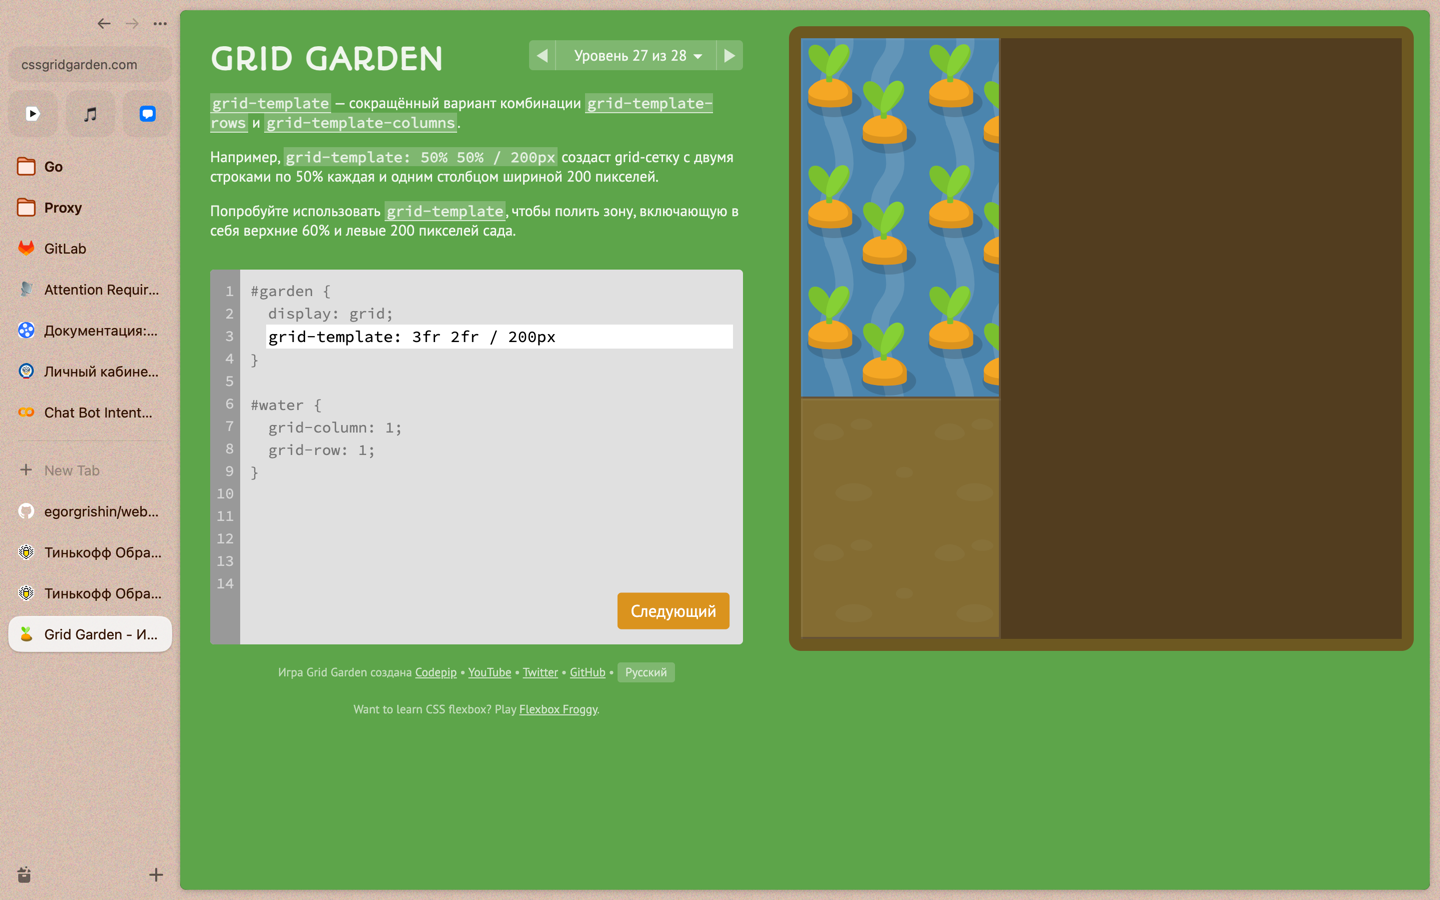 cssgridgarden.com
Go
Proxy
GitLab
Attention Requir...
Документация:...
Личный кабине...
Chat Bot Intent...
New Tab
egorgrishin/web...
Тинькофф Обра...
Тинькофф Обра...
Grid Garden - И...
GRID GARDEN
Уровень 27 из 28
grid-template — сокращённый вариант комбинации grid-template-
rows и grid-template-columns.
Например, grid-template: 50% 50% / 200px создаст grid-сетку с двумя
строками по 50% каждая и одним столбцом шириной 200 пикселей.
Попробуйте использовать grid-template, чтобы полить зону, включающую в
себя верхние 60% и левые 200 пикселей сада.
1 #garden {
2 display: grid;
3 grid-template: 3fr 2fr / 200px
4 }
5
6 #water {
7 grid-column: 1;
8 grid-row: 1;
9 }
10
11
12
13
14
Следующий
Игра Grid Garden создана Codepip • YouTube • Twitter • GitHub • Русский
Want to learn CSS flexbox? Play Flexbox Froggy.